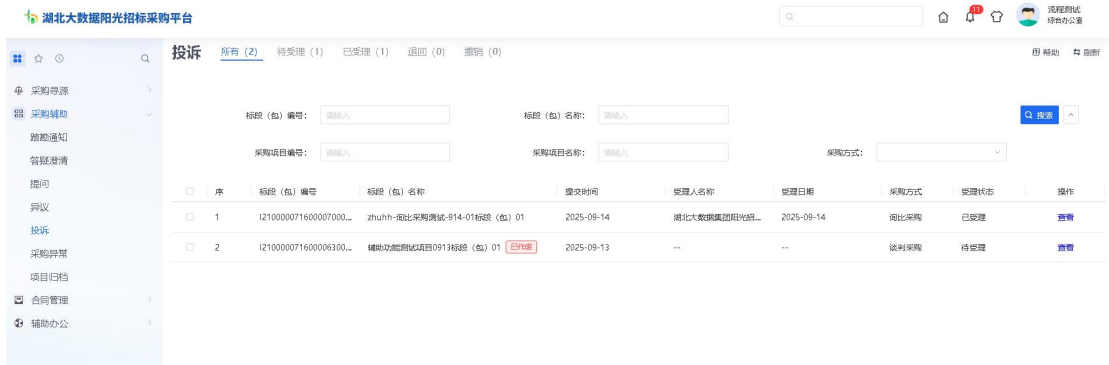 湖北大数据阳光招标采购平台
11
流程测试
综合办公室
投诉 所有（2） 待处理（1） 已受理（1） 退回（0） 撤销（0） 帮助 刷新
采购寻源
采购辅助
踏勘通知
答疑澄清
提问
异议
投诉
采购异常
项目归档
合同管理
辅助办公
标段（包）编号： 请输入 标段（包）名称： 请输入 搜索
采购项目编号： 请输入 采购项目名称： 请输入 采购方式：
序 标段（包）编号 标段（包）名称 提交时间 受理人名称 受理日期 采购方式 受理状态 操作
1 I210000071600007000... zhuhh-询比采购测试-914-01标段（包）01 2025-09-14 湖北大数据集团阳光招... 2025-09-14 询比采购 已受理 查看
2 I210000071600006300... 辅助功能测试项目0913标段（包）01 已作废 2025-09-13 -- -- 谈判采购 待受理 查看